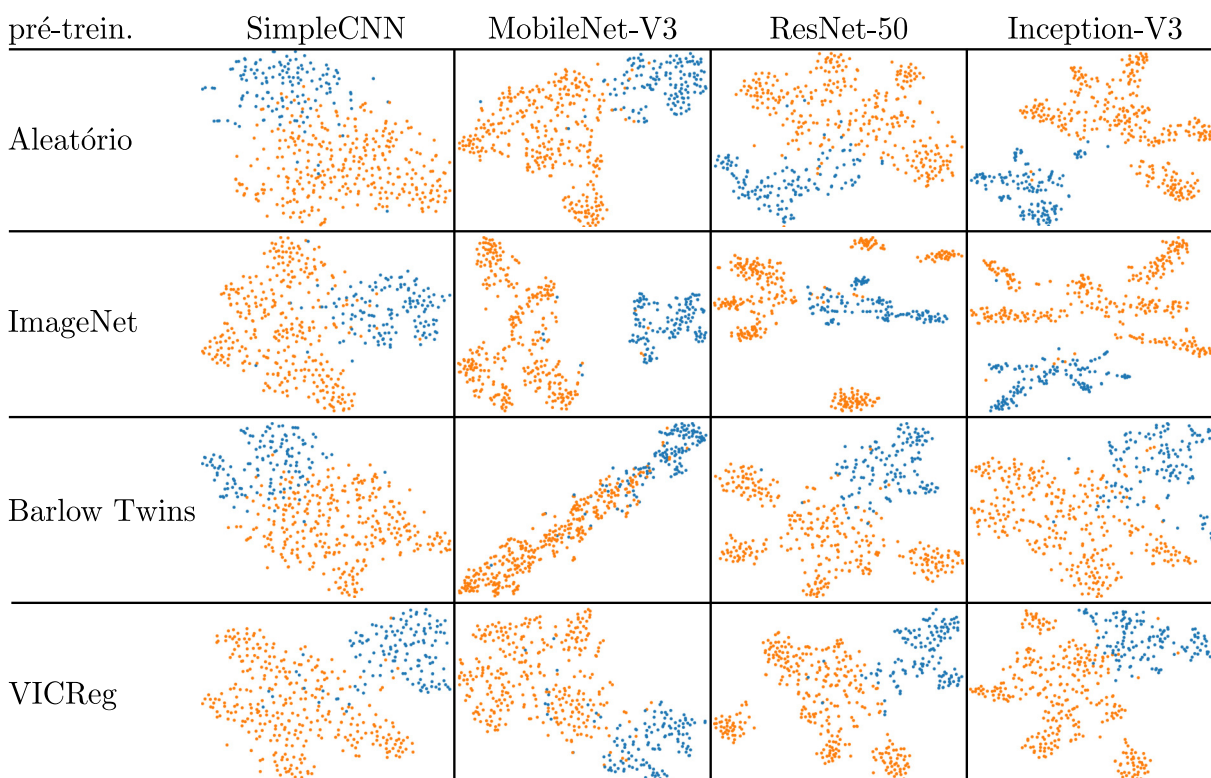 pré-trein. SimpleCNN MobileNet-V3 ResNet-50 Inception-V3
Aleatório
ImageNet
Barlow Twins
VICReg